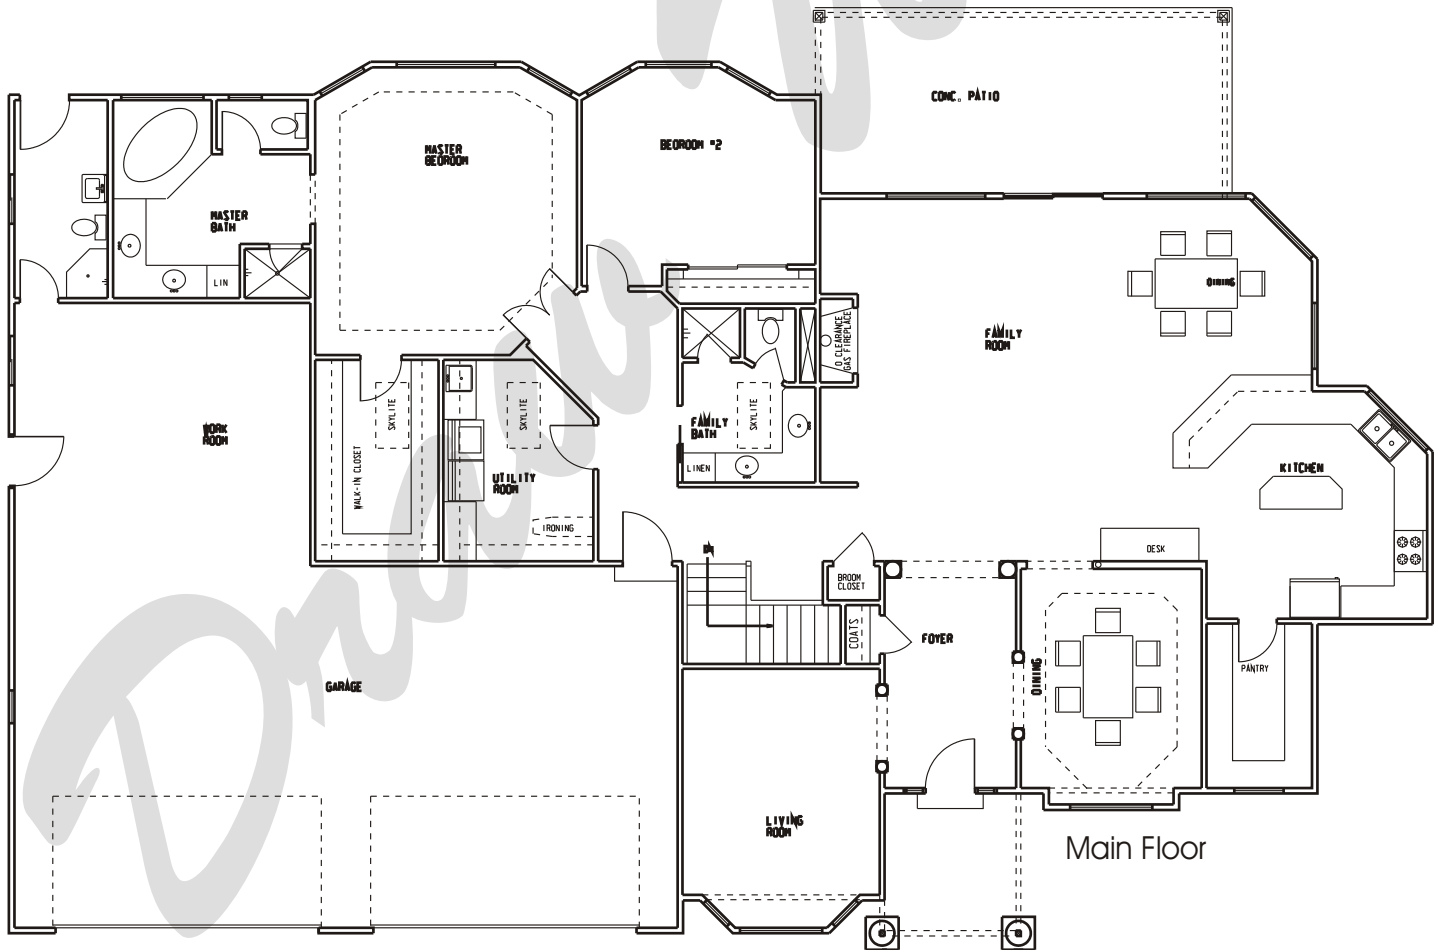 CONC. PATIO
MASTER
BEDROOM
BEDROOM #2
MASTER
BATH
LIN
DINING
FAMILY
ROOM
0 CLEARANCE
GAS FIREPLACE
WORK
ROOM
SKYLITE
SKYLITE
SKYLITE
FAMILY
BATH
WALK-IN CLOSET
UTILITY
ROOM
LINEN
KITCHEN
IRONING
DESK
DN
BROOM
CLOSET
COATS
FOYER
DINING
PANTRY
GARAGE
LIVING
ROOM
Main Floor
Draw